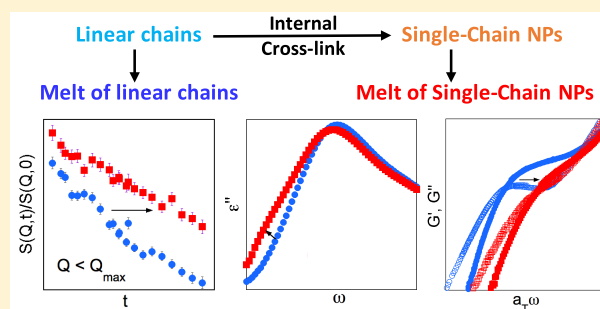 Linear chains
Internal
Cross-link
Single-Chain NPs
Melt of linear chains
Melt of Single-Chain NPs
S(Q,t)/S(Q,0)
Q < Qmax
t
ε"
ω
G', G"
aTω